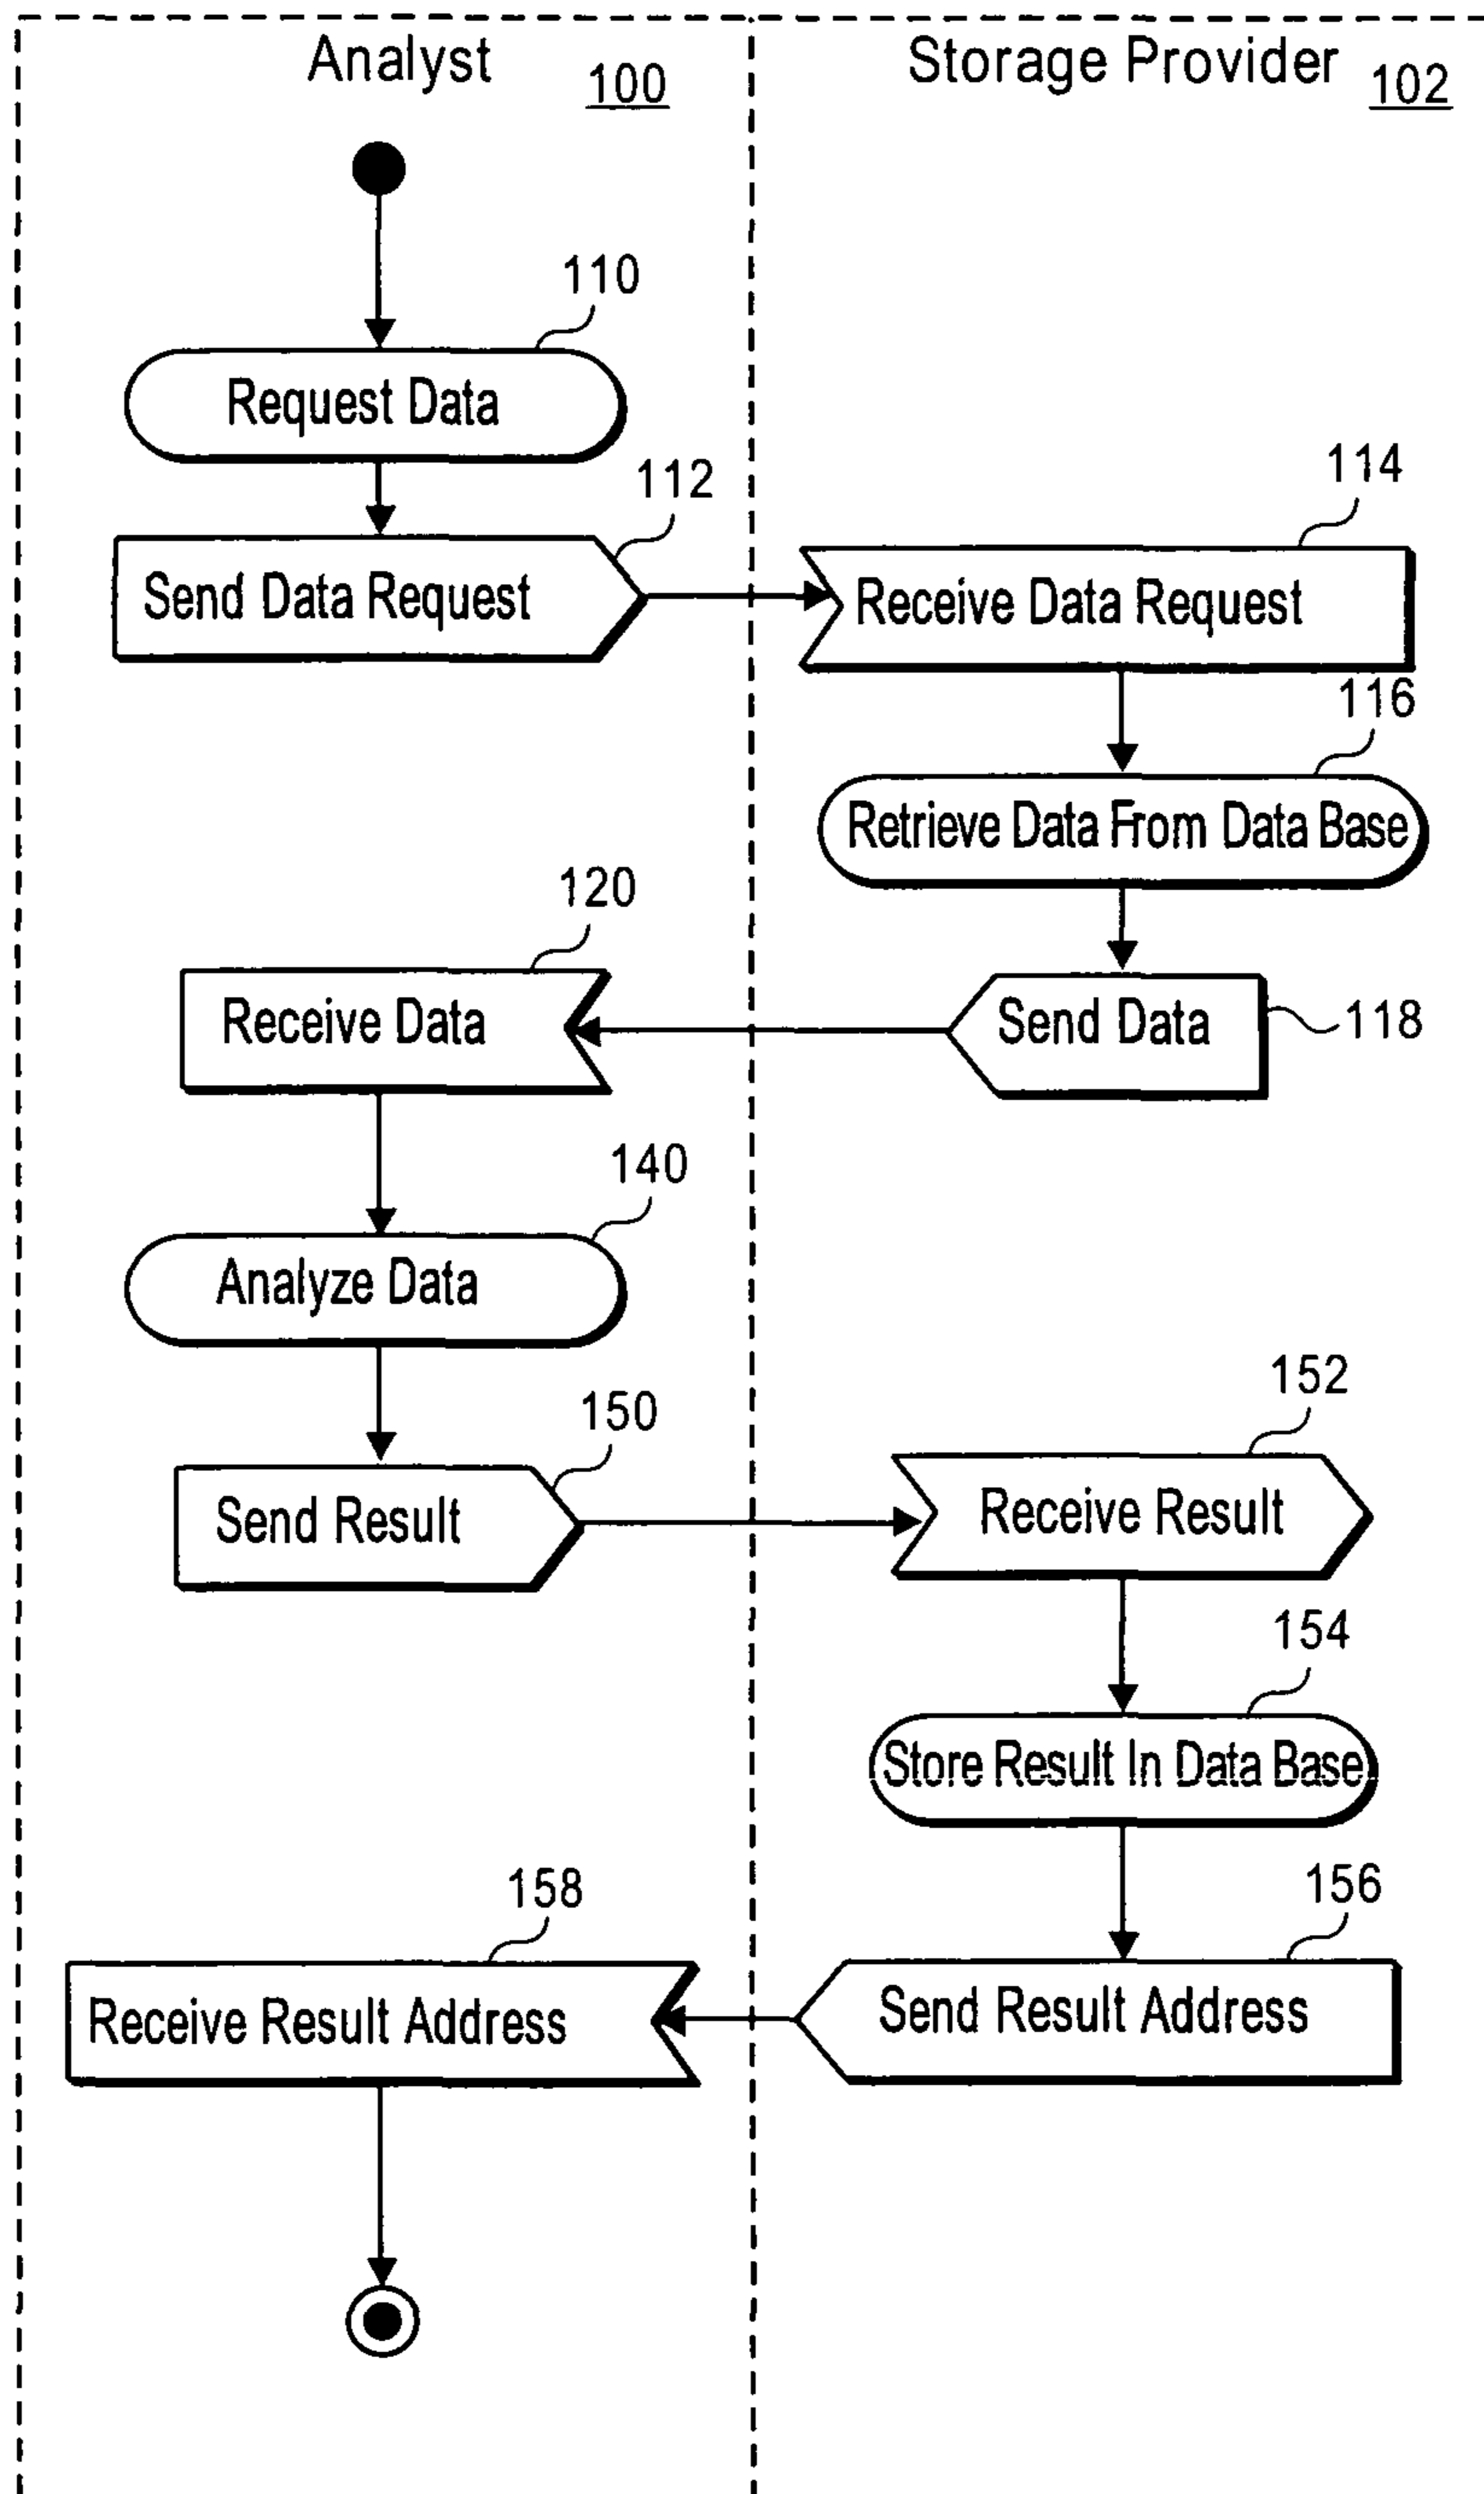 Analyst
100
Storage Provider
102
110
Request Data
112
Send Data Request
114
Receive Data Request
116
Retrieve Data From Data Base
120
Receive Data
Send Data
118
140
Analyze Data
150
Send Result
152
Receive Result
154
Store Result In Data Base
156
Send Result Address
158
Receive Result Address